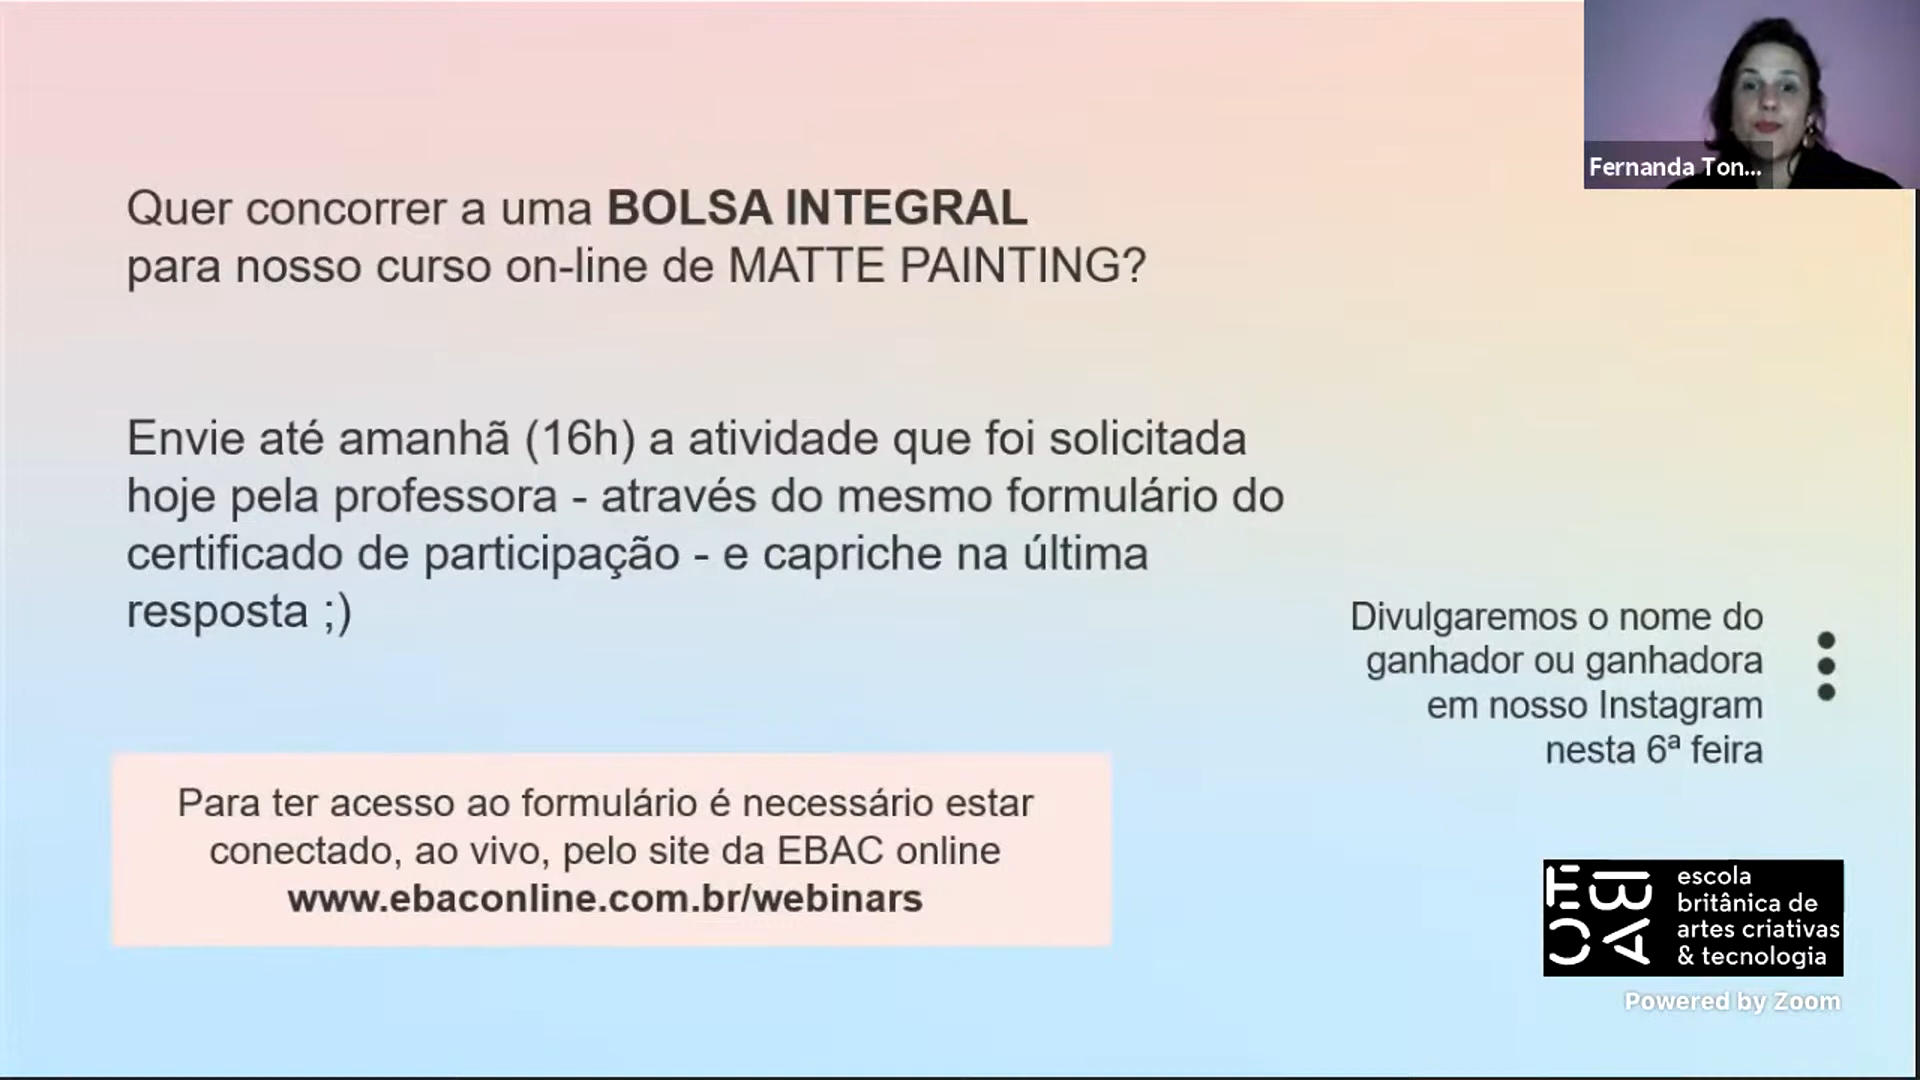 Fernanda Ton...
Quer concorrer a uma BOLSA INTEGRAL
para nosso curso on-line de MATTE PAINTING?
Envie até amanhã (16h) a atividade que foi solicitada
hoje pela professora - através do mesmo formulário do
certificado de participação - e capriche na última
resposta ;)
Divulgaremos o nome do
ganhador ou ganhadora
em nosso Instagram
nesta 6ª feira
Para ter acesso ao formulário é necessário estar
conectado, ao vivo, pelo site da EBAC online
www.ebaconline.com.br/webinars
EBAC
escola
britânica de
artes criativas
& tecnologia
Powered by Zoom